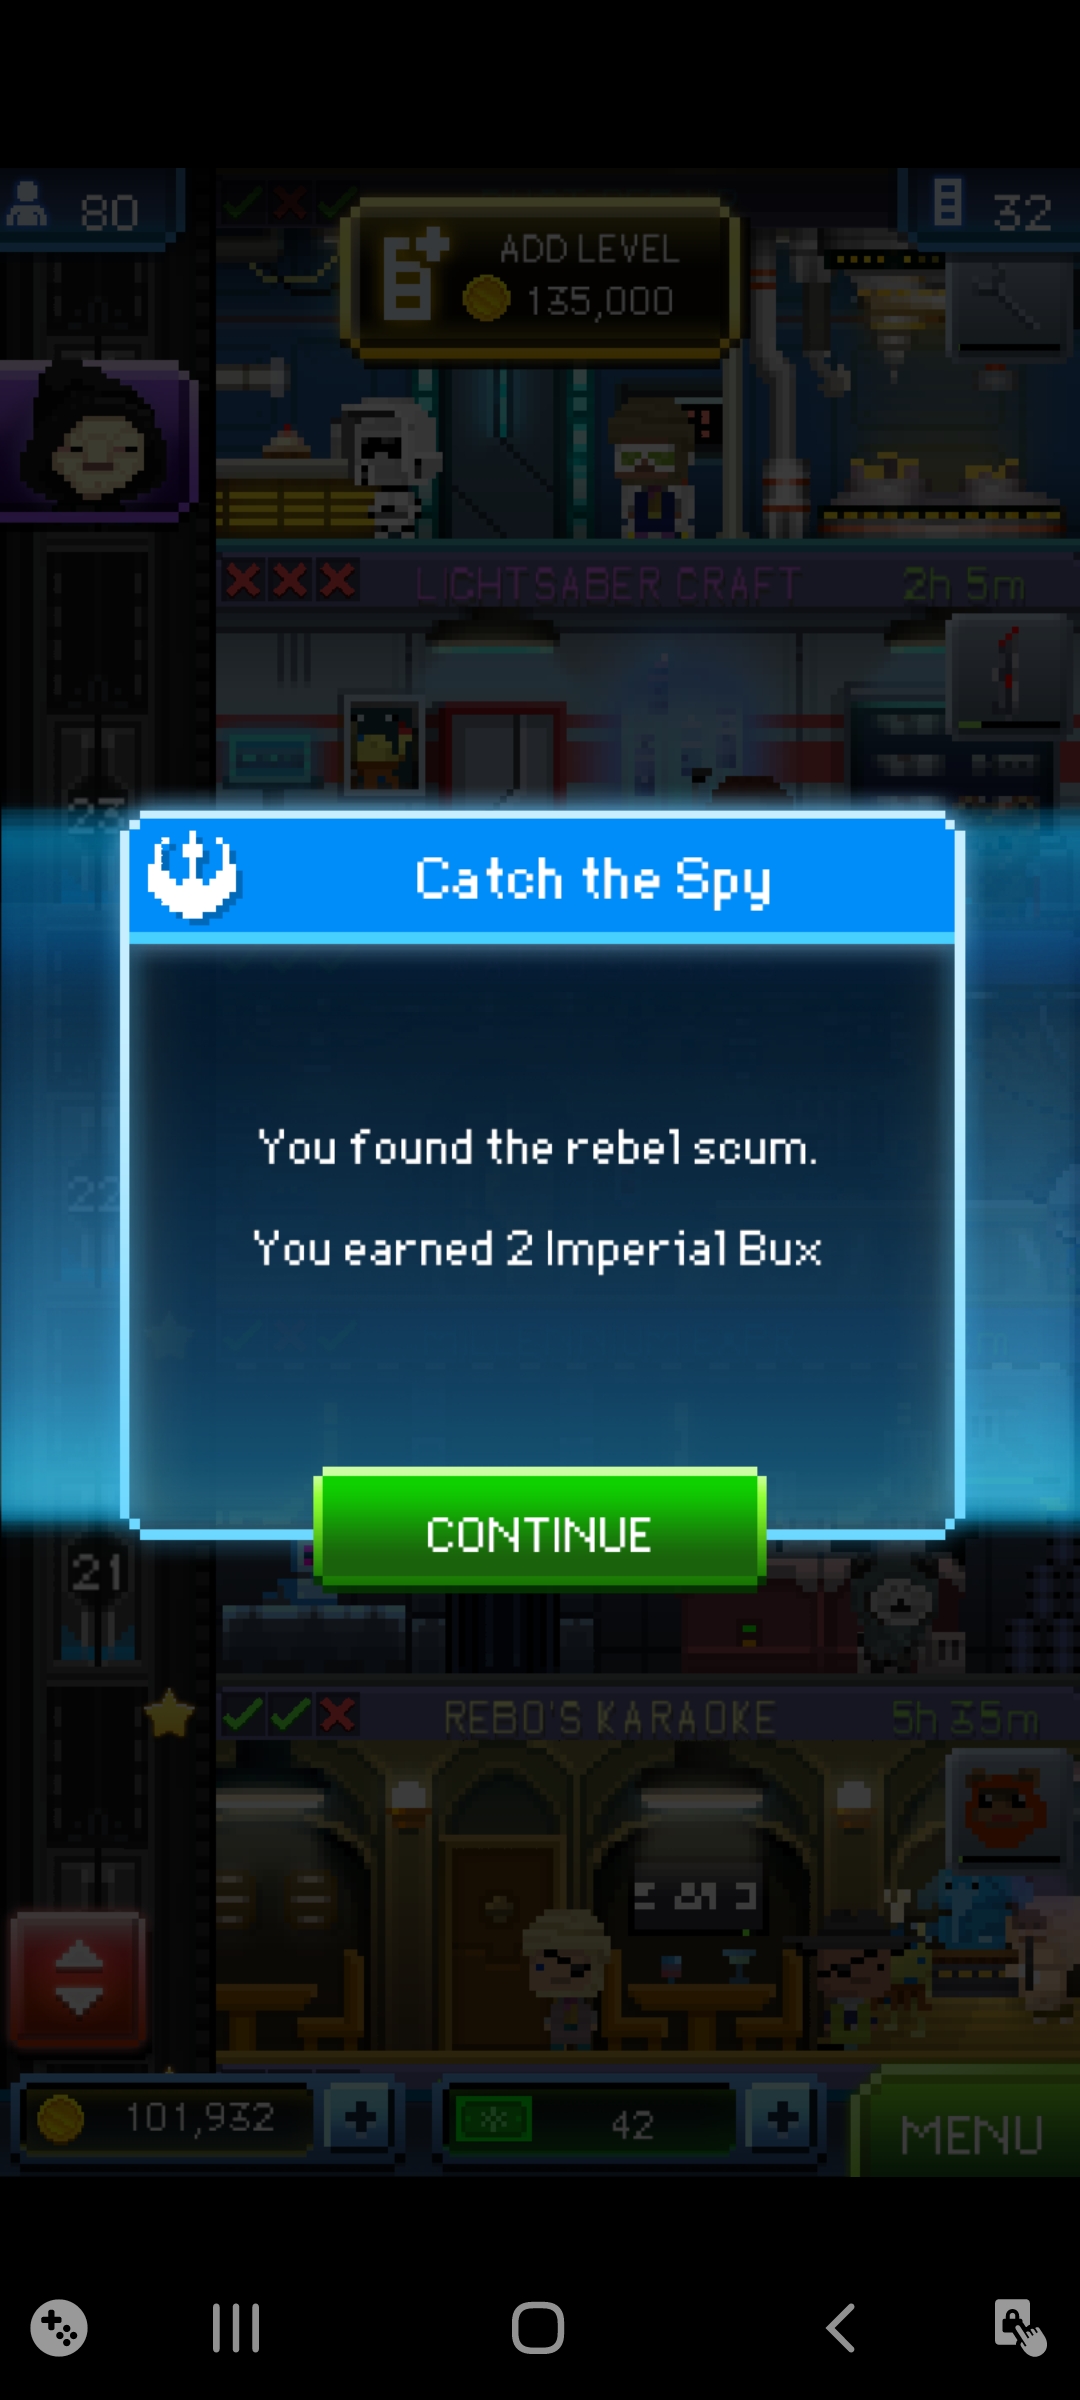 80
32
ADD LEVEL
135,000
LIGHTSABER CRAFT
2h 5m
23
Catch the Spy
You found the rebel scum.
22
You earned 2 Imperial Bux
CONTINUE
21
REBO'S KARAOKE
5h 35m
101,932
42
MENU